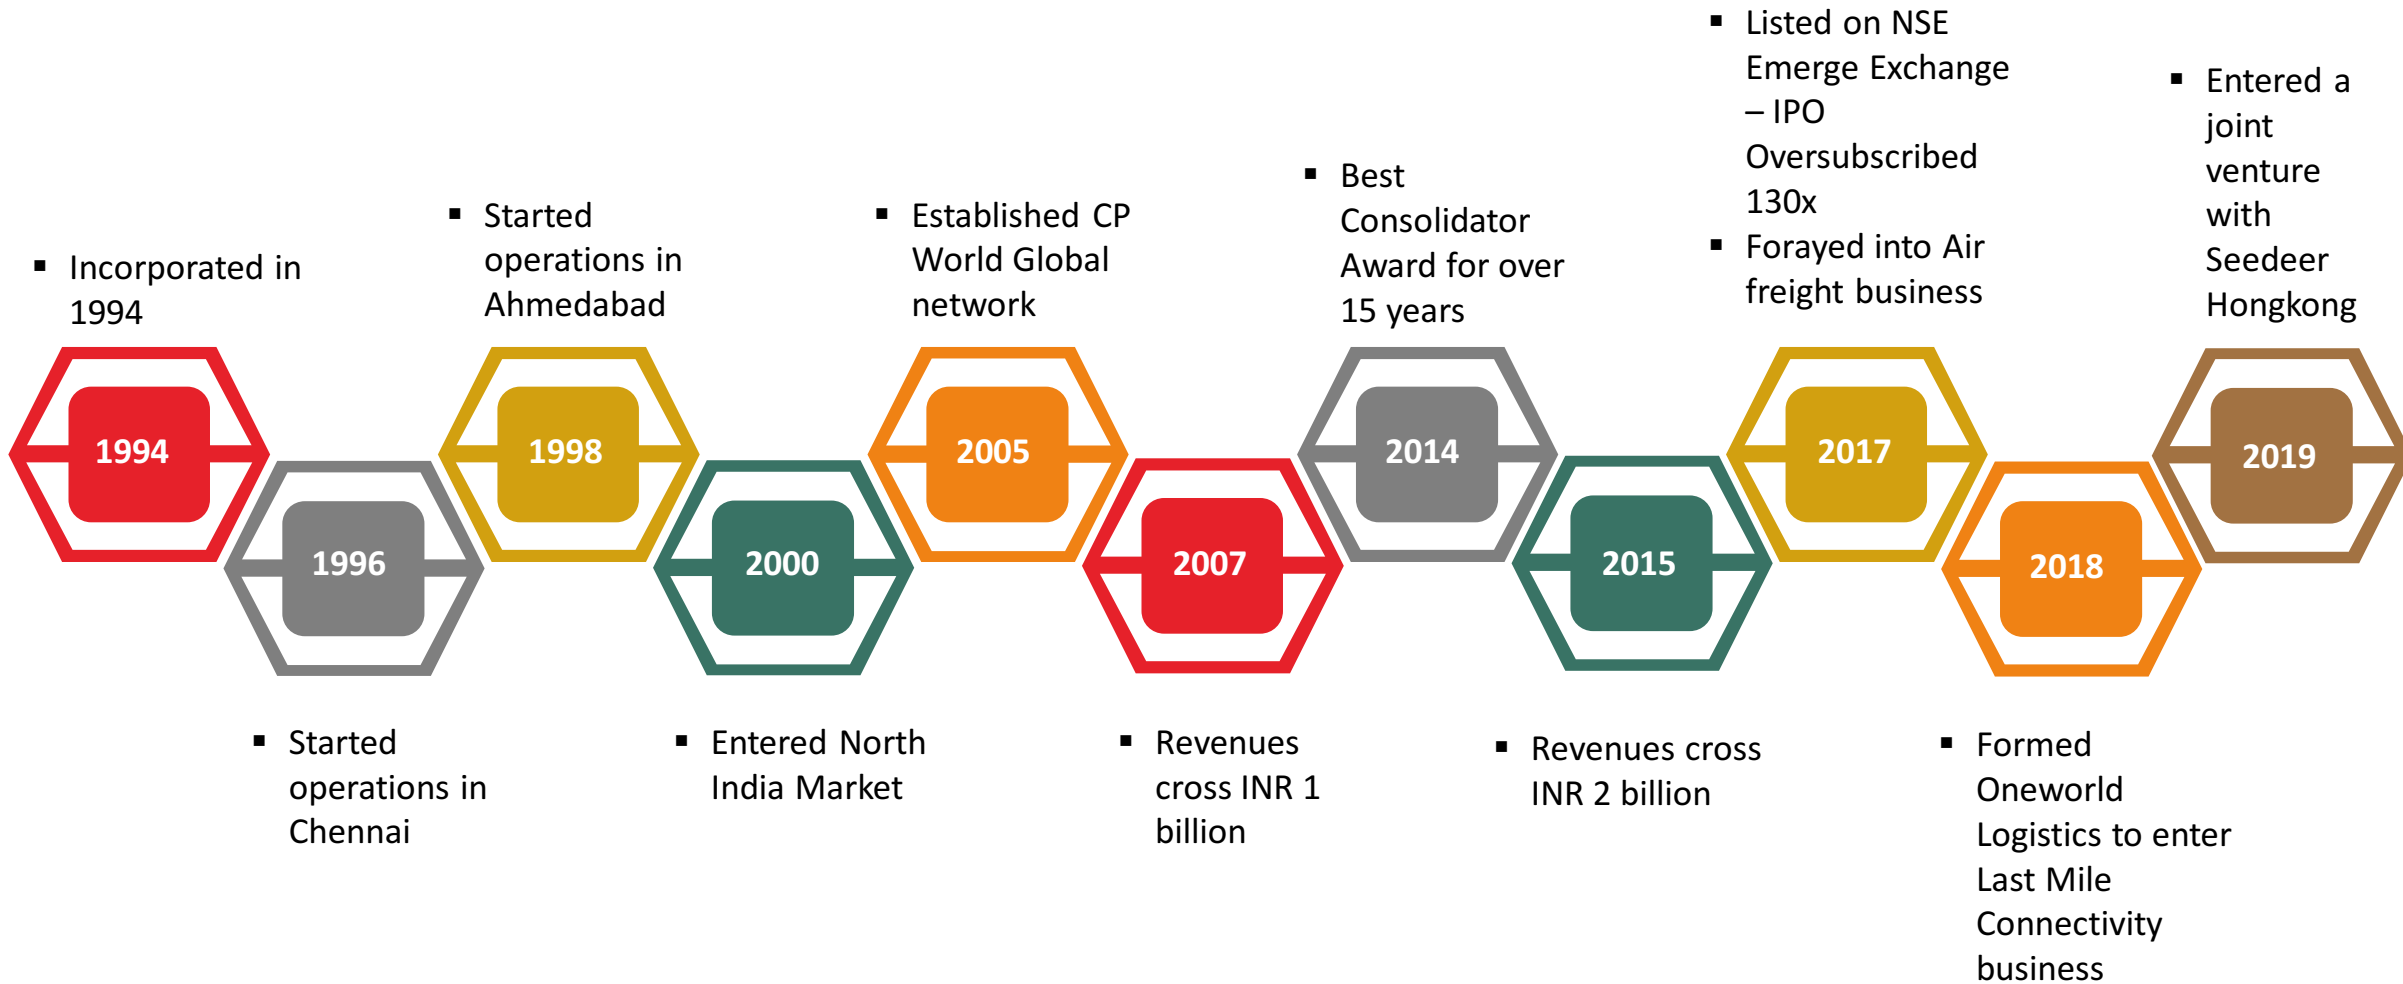 ▪ Incorporated in
1994
▪ Started
operations in
Ahmedabad
▪ Established CP
World Global
network
▪ Best
Consolidator
Award for over
15 years
▪ Listed on NSE
Emerge Exchange
– IPO
Oversubscribed
130x
▪ Forayed into Air
freight business
▪ Entered a
joint
venture
with
Seedeer
Hongkong
1994
1996
1998
2000
2005
2007
2014
2015
2017
2018
2019
▪ Started
operations in
Chennai
▪ Entered North
India Market
▪ Revenues
cross INR 1
billion
▪ Revenues cross
INR 2 billion
▪ Formed
Oneworld
Logistics to enter
Last Mile
Connectivity
business